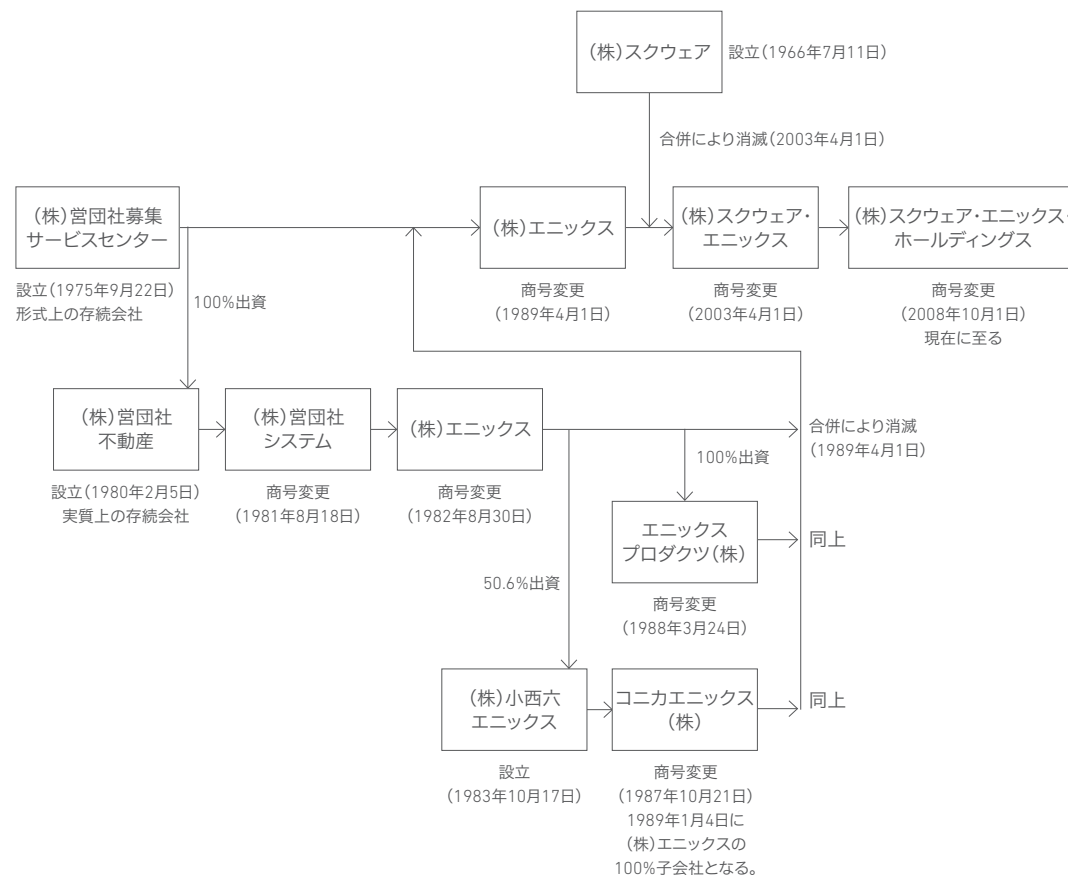 (株)スクウェア
設立(1966年7月11日)
合併により消滅(2003年4月1日)
(株)営団社募集
サービスセンター
設立(1975年9月22日)
形式上の存続会社
100%出資
(株)エニックス
商号変更
(1989年4月1日)
(株)スクウェア・
エニックス
商号変更
(2003年4月1日)
(株)スクウェア・エニックス・
ホールディングス
商号変更
(2008年10月1日)
現在に至る
(株)営団社
不動産
設立(1980年2月5日)
実質上の存続会社
(株)営団社
システム
商号変更
(1981年8月18日)
(株)エニックス
商号変更
(1982年8月30日)
合併により消滅
(1989年4月1日)
100%出資
エニックス
プロダクツ(株)
同上
商号変更
(1988年3月24日)
50.6%出資
(株)小西六
エニックス
設立
(1983年10月17日)
コニカエニックス
(株)
同上
商号変更
(1987年10月21日)
1989年1月4日に
(株)エニックスの
100%子会社となる。